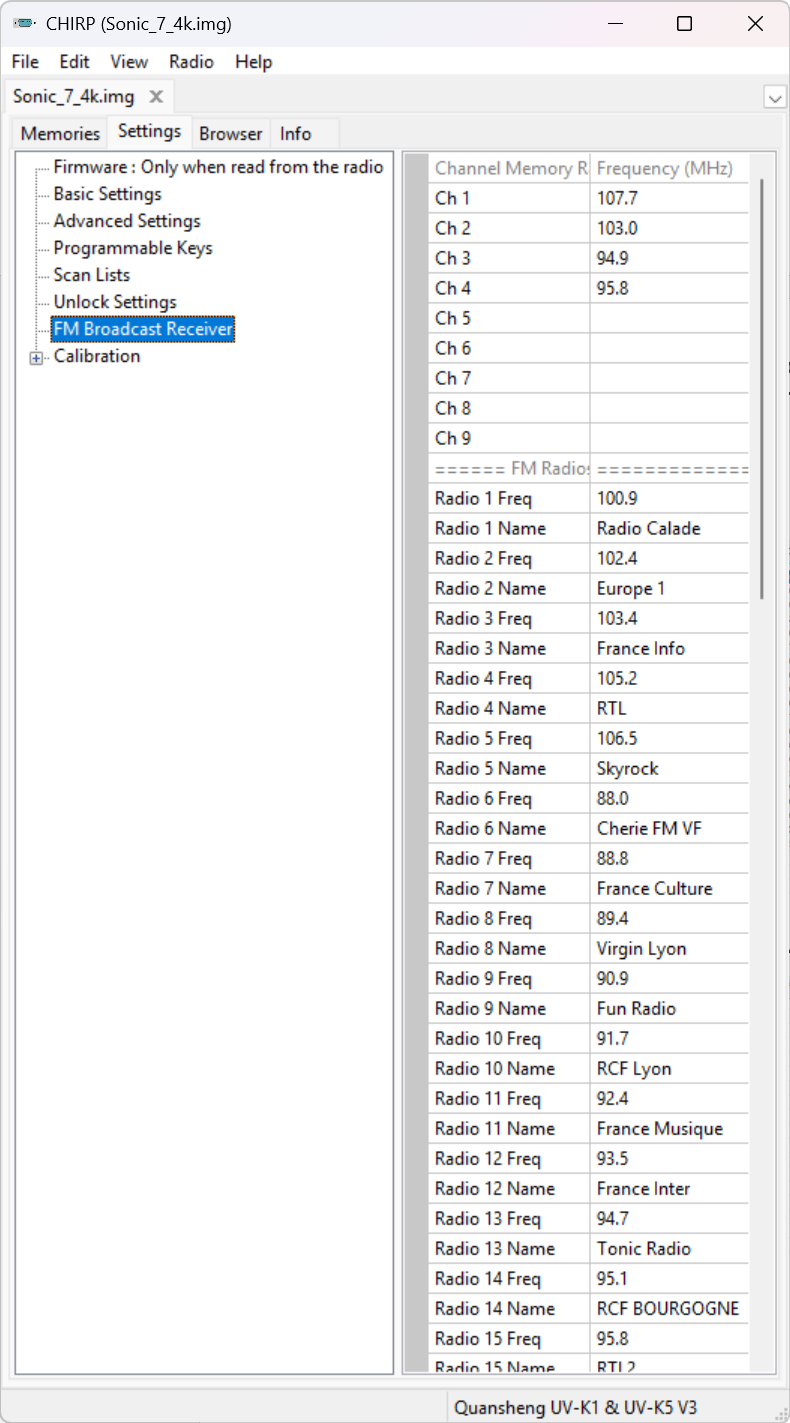 CHIRP (Sonic_7_4k.img)
File Edit View Radio Help
Sonic_7_4k.img
Memories Settings Browser Info
Firmware : Only when read from the radio
Basic Settings
Advanced Settings
Programmable Keys
Scan Lists
Unlock Settings
FM Broadcast Receiver
Calibration
Channel Memory R Frequency (MHz)
Ch 1 107.7
Ch 2 103.0
Ch 3 94.9
Ch 4 95.8
Ch 5
Ch 6
Ch 7
Ch 8
Ch 9
====== FM Radios =============
Radio 1 Freq 100.9
Radio 1 Name Radio Calade
Radio 2 Freq 102.4
Radio 2 Name Europe 1
Radio 3 Freq 103.4
Radio 3 Name France Info
Radio 4 Freq 105.2
Radio 4 Name RTL
Radio 5 Freq 106.5
Radio 5 Name Skyrock
Radio 6 Freq 88.0
Radio 6 Name Cherie FM VF
Radio 7 Freq 88.8
Radio 7 Name France Culture
Radio 8 Freq 89.4
Radio 8 Name Virgin Lyon
Radio 9 Freq 90.9
Radio 9 Name Fun Radio
Radio 10 Freq 91.7
Radio 10 Name RCF Lyon
Radio 11 Freq 92.4
Radio 11 Name France Musique
Radio 12 Freq 93.5
Radio 12 Name France Inter
Radio 13 Freq 94.7
Radio 13 Name Tonic Radio
Radio 14 Freq 95.1
Radio 14 Name RCF BOURGOGNE
Radio 15 Freq 95.8
Radio 15 Name RTL2
Quansheng UV-K1 & UV-K5 V3